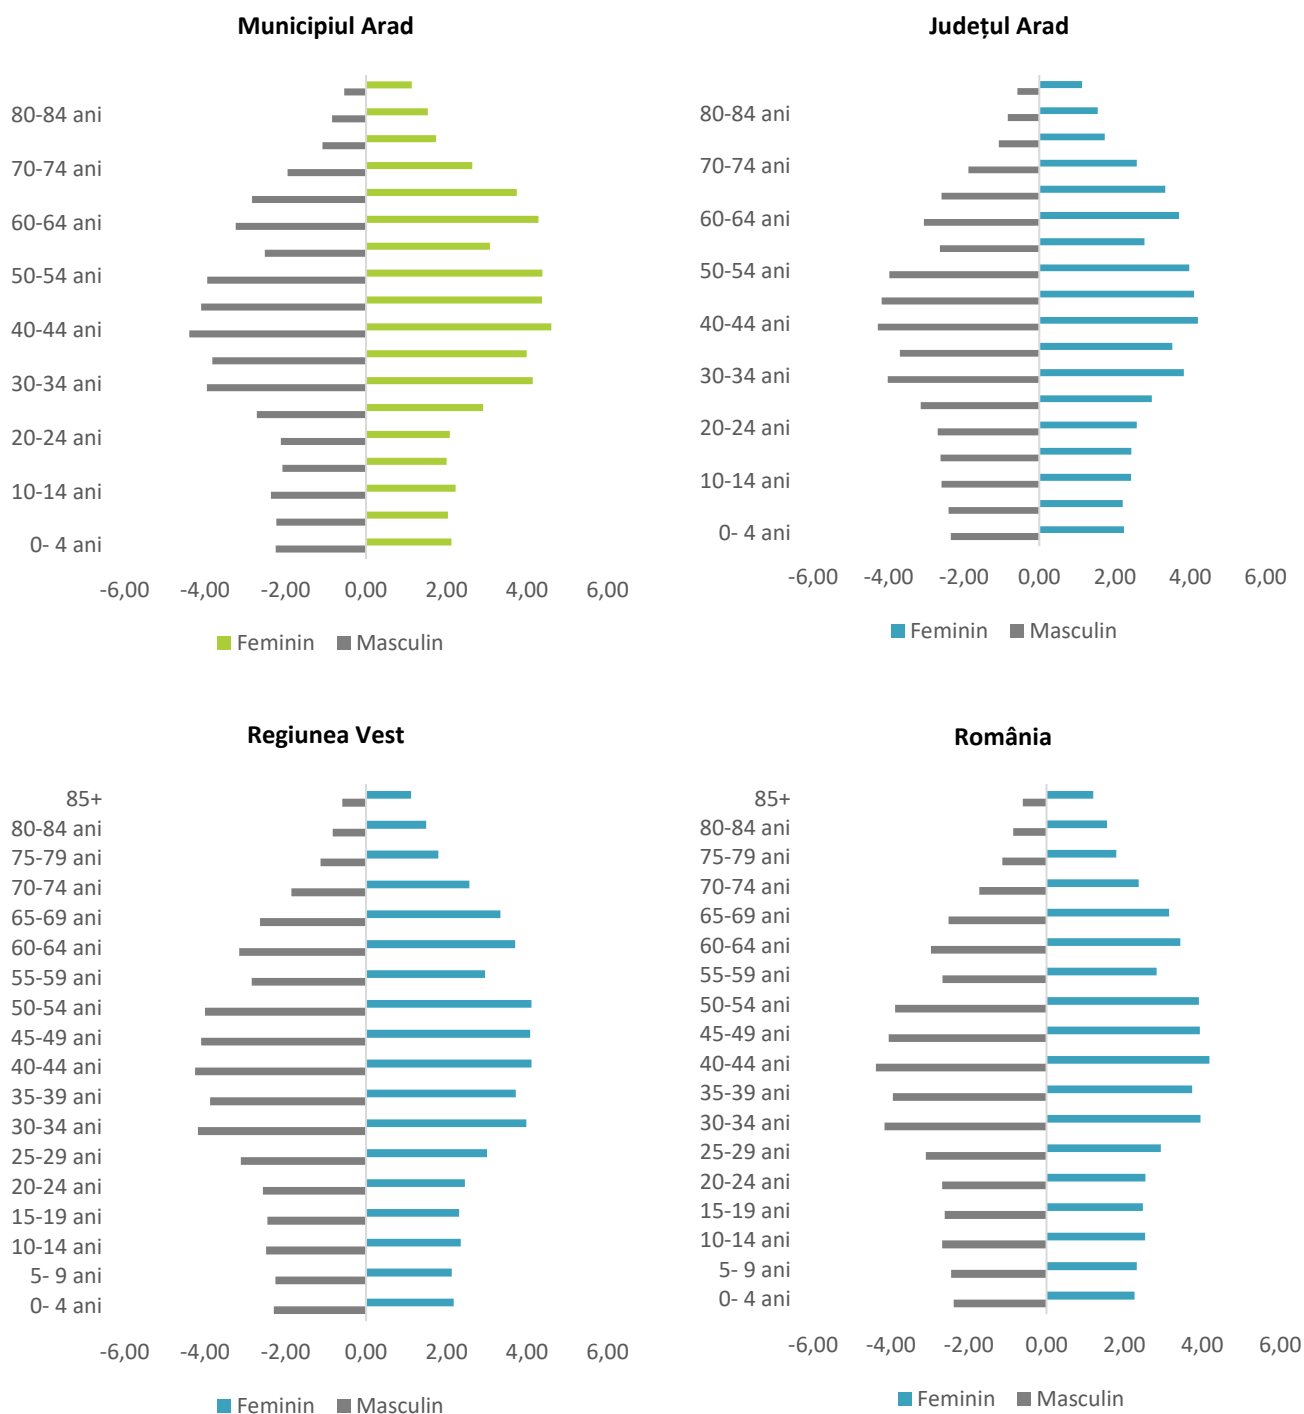 Municipiul Arad
80-84 ani
70-74 ani
60-64 ani
50-54 ani
40-44 ani
30-34 ani
20-24 ani
10-14 ani
0- 4 ani
-6,00 -4,00 -2,00 0,00 2,00 4,00 6,00
Feminin Masculin
Județul Arad
80-84 ani
70-74 ani
60-64 ani
50-54 ani
40-44 ani
30-34 ani
20-24 ani
10-14 ani
0- 4 ani
-6,00 -4,00 -2,00 0,00 2,00 4,00 6,00
Feminin Masculin
Regiunea Vest
85+
80-84 ani
75-79 ani
70-74 ani
65-69 ani
60-64 ani
55-59 ani
50-54 ani
45-49 ani
40-44 ani
35-39 ani
30-34 ani
25-29 ani
20-24 ani
15-19 ani
10-14 ani
5- 9 ani
0- 4 ani
-6,00 -4,00 -2,00 0,00 2,00 4,00 6,00
Feminin Masculin
România
85+
80-84 ani
75-79 ani
70-74 ani
65-69 ani
60-64 ani
55-59 ani
50-54 ani
45-49 ani
40-44 ani
35-39 ani
30-34 ani
25-29 ani
20-24 ani
15-19 ani
10-14 ani
5- 9 ani
0- 4 ani
-6,00 -4,00 -2,00 0,00 2,00 4,00 6,00
Feminin Masculin